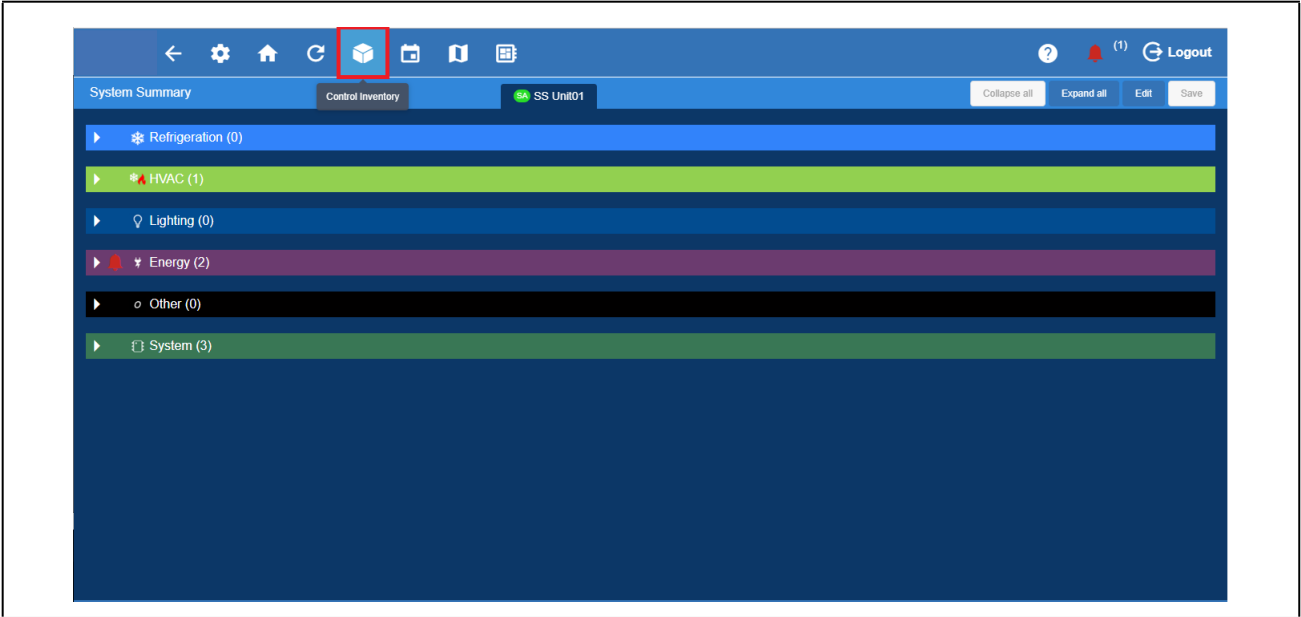 (1) Logout
System Summary
Control Inventory
SA SS Unit01
Collapse all Expand all Edit Save
Refrigeration (0)
HVAC (1)
Lighting (0)
Energy (2)
Other (0)
System (3)